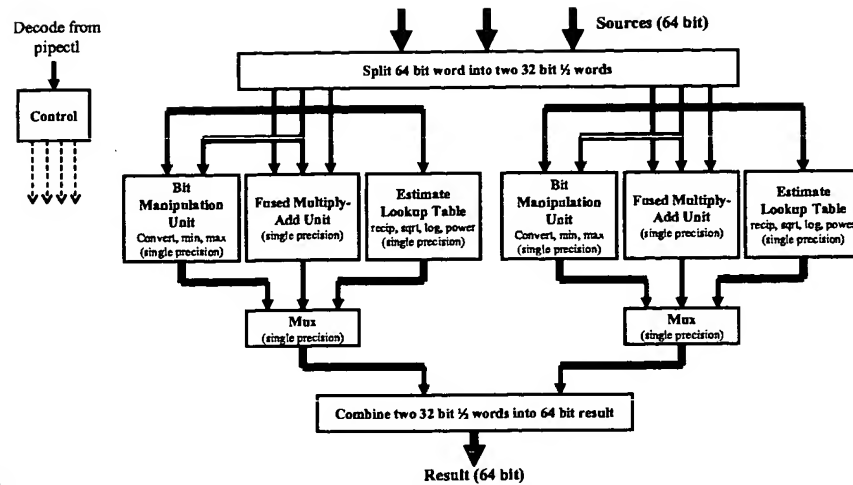 Decode from
pipectl
Control
Sources (64 bit)
Split 64 bit word into two 32 bit ½ words
Bit
Manipulation
Unit
Convert, min, max
(single precision)
Fused Multiply-
Add Unit
(single precision)
Estimate
Lookup Table
recip, sqrt, log, power
(single precision)
Bit
Manipulation
Unit
Convert, min, max
(single precision)
Fused Multiply-
Add Unit
(single precision)
Estimate
Lookup Table
recip, sqrt, log, power
(single precision)
Mux
(single precision)
Mux
(single precision)
Combine two 32 bit ½ words into 64 bit result
Result (64 bit)